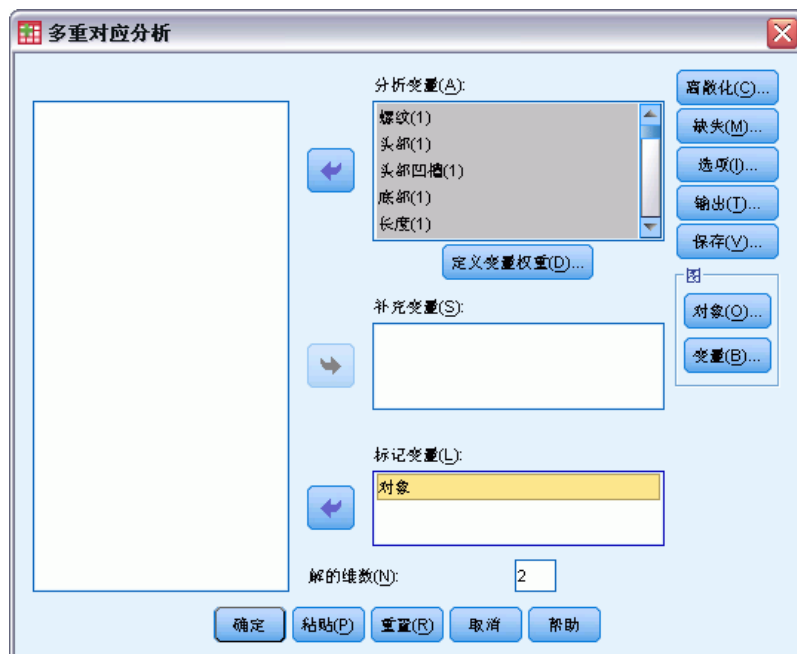 多重对应分析
分析变量(A):
螺纹(1)
头部(1)
头部凹槽(1)
底部(1)
长度(1)
定义变量权重(D)...
补充变量(S):
标记变量(L):
对象
解的维数(N):
2
离散化(C)...
缺失(M)...
选项(I)...
输出(T)...
保存(V)...
图
对象(O)...
变量(B)...
确定
粘贴(P)
重置(R)
取消
帮助